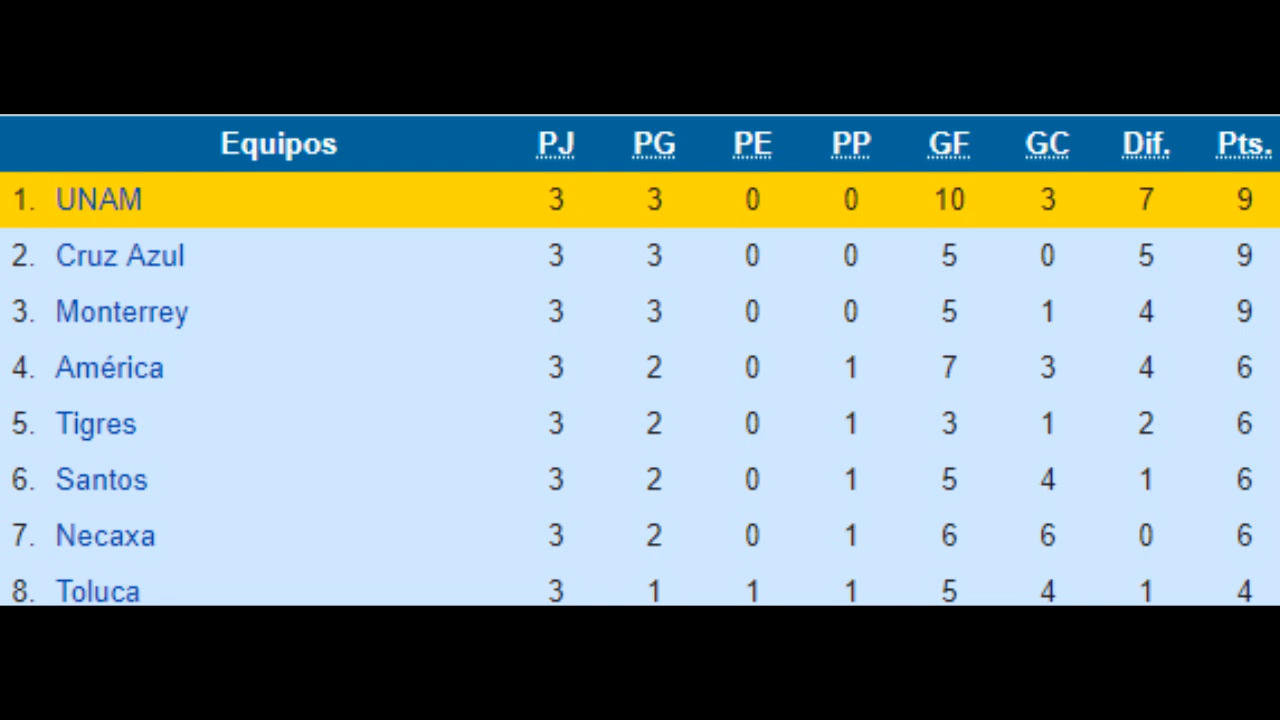 Equipos PJ PG PE PP GF GC Dif. Pts.
1. UNAM 3 3 0 0 10 3 7 9
2. Cruz Azul 3 3 0 0 5 0 5 9
3. Monterrey 3 3 0 0 5 1 4 9
4. América 3 2 0 1 7 3 4 6
5. Tigres 3 2 0 1 3 1 2 6
6. Santos 3 2 0 1 5 4 1 6
7. Necaxa 3 2 0 1 6 6 0 6
8. Toluca 3 1 1 1 5 4 1 4